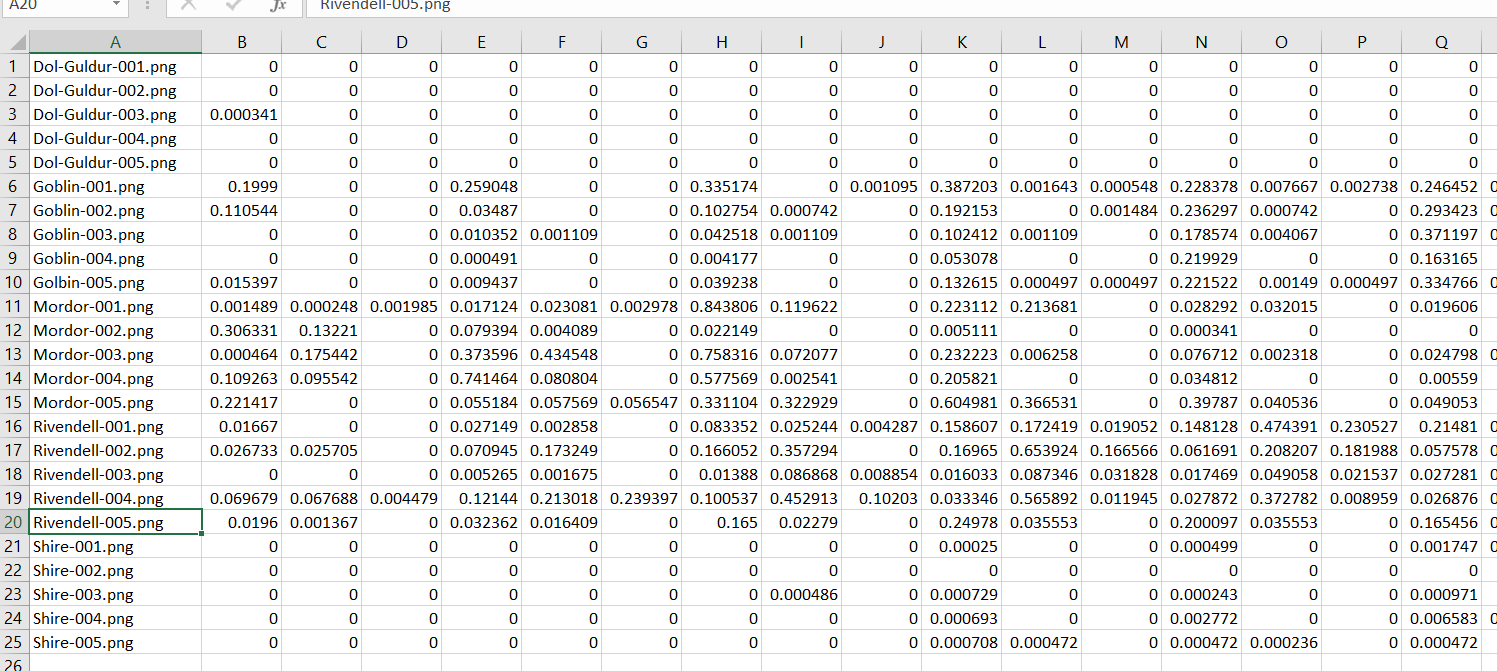 A20 fx Rivendell-005.png
A B C D E F G H I J K L M N O P Q
1 Dol-Guldur-001.png 0 0 0 0 0 0 0 0 0 0 0 0 0 0 0 0
2 Dol-Guldur-002.png 0 0 0 0 0 0 0 0 0 0 0 0 0 0 0 0
3 Dol-Guldur-003.png 0.000341 0 0 0 0 0 0 0 0 0 0 0 0 0 0 0
4 Dol-Guldur-004.png 0 0 0 0 0 0 0 0 0 0 0 0 0 0 0 0
5 Dol-Guldur-005.png 0 0 0 0 0 0 0 0 0 0 0 0 0 0 0 0
6 Goblin-001.png 0.1999 0 0 0.259048 0 0 0.335174 0 0.001095 0.387203 0.001643 0.000548 0.228378 0.007667 0.002738 0.246452 0
7 Goblin-002.png 0.110544 0 0 0.03487 0 0 0.102754 0.000742 0 0.192153 0 0.001484 0.236297 0.000742 0 0.293423 0
8 Goblin-003.png 0 0 0 0.010352 0.001109 0 0.042518 0.001109 0 0.102412 0.001109 0 0.178574 0.004067 0 0.371197 0
9 Goblin-004.png 0 0 0 0.000491 0 0 0.004177 0 0 0.053078 0 0 0.219929 0 0 0.163165
10 Golbin-005.png 0.015397 0 0 0.009437 0 0 0.039238 0 0 0.132615 0.000497 0.000497 0.221522 0.00149 0.000497 0.334766 0
11 Mordor-001.png 0.001489 0.000248 0.001985 0.017124 0.023081 0.002978 0.843806 0.119622 0 0.223112 0.213681 0 0.028292 0.032015 0 0.019606
12 Mordor-002.png 0.306331 0.13221 0 0.079394 0.004089 0 0.022149 0 0 0.005111 0 0 0.000341 0 0 0
13 Mordor-003.png 0.000464 0.175442 0 0.373596 0.434548 0 0.758316 0.072077 0 0.232223 0.006258 0 0.076712 0.002318 0 0.024798 0
14 Mordor-004.png 0.109263 0.095542 0 0.741464 0.080804 0 0.577569 0.002541 0 0.205821 0 0 0.034812 0 0 0.00559
15 Mordor-005.png 0.221417 0 0 0.055184 0.057569 0.056547 0.331104 0.322929 0 0.604981 0.366531 0 0.39787 0.040536 0 0.049053
16 Rivendell-001.png 0.01667 0 0 0.027149 0.002858 0 0.083352 0.025244 0.004287 0.158607 0.172419 0.019052 0.148128 0.474391 0.230527 0.21481 0
17 Rivendell-002.png 0.026733 0.025705 0 0.070945 0.173249 0 0.166052 0.357294 0 0.16965 0.653924 0.166566 0.061691 0.208207 0.181988 0.057578 0
18 Rivendell-003.png 0 0 0 0.005265 0.001675 0 0.01388 0.086868 0.008854 0.016033 0.087346 0.031828 0.017469 0.049058 0.021537 0.027281 0
19 Rivendell-004.png 0.069679 0.067688 0.004479 0.12144 0.213018 0.239397 0.100537 0.452913 0.10203 0.033346 0.565892 0.011945 0.027872 0.372782 0.008959 0.026876 0
20 Rivendell-005.png 0.0196 0.001367 0 0.032362 0.016409 0 0.165 0.02279 0 0.24978 0.035553 0 0.200097 0.035553 0 0.165456 0
21 Shire-001.png 0 0 0 0 0 0 0 0 0 0.00025 0 0 0.000499 0 0 0.001747 0
22 Shire-002.png 0 0 0 0 0 0 0 0 0 0 0 0 0 0 0 0
23 Shire-003.png 0 0 0 0 0 0 0 0.000486 0 0.000729 0 0 0.000243 0 0 0.000971
24 Shire-004.png 0 0 0 0 0 0 0 0 0 0.000693 0 0 0.002772 0 0 0.006583 0
25 Shire-005.png 0 0 0 0 0 0 0 0 0 0.000708 0.000472 0 0.000472 0.000236 0 0.000472
26